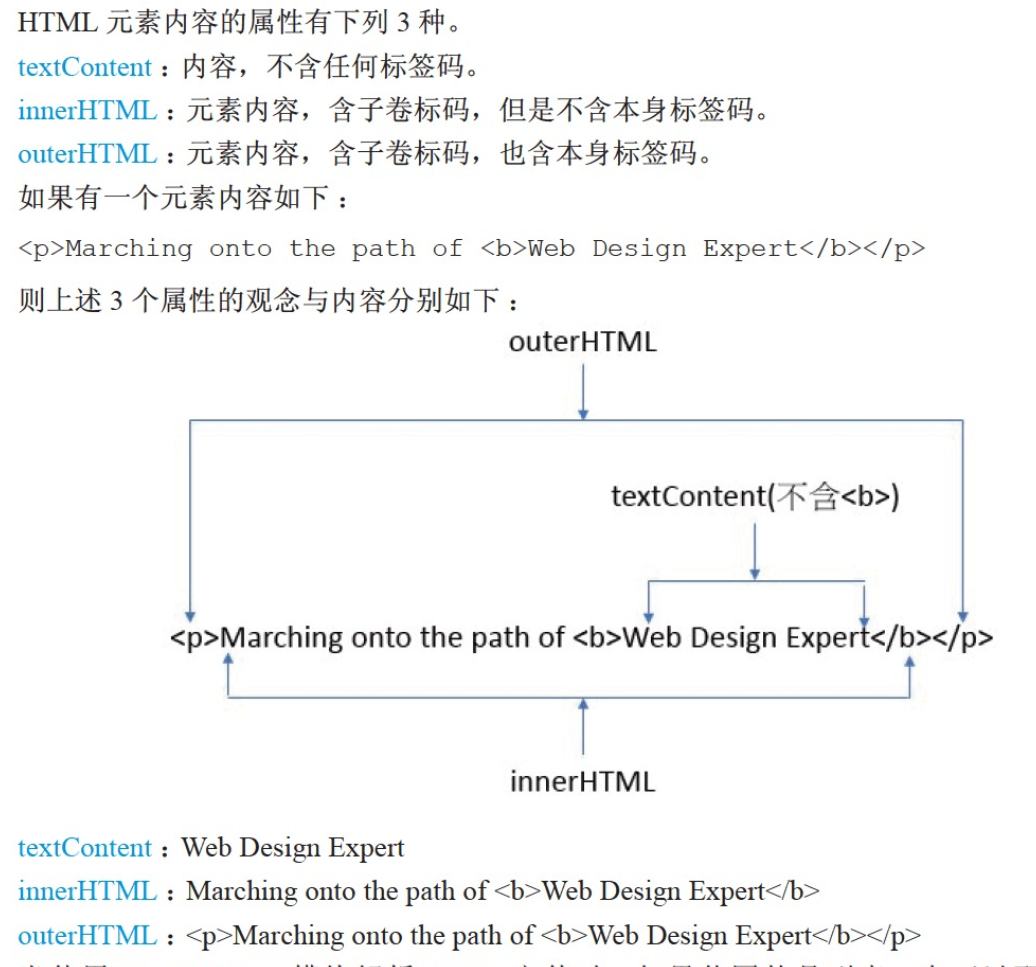 HTML 元素内容的属性有下列 3 种。
textContent：内容，不含任何标签码。
innerHTML：元素内容，含子卷标码，但是不含本身标签码。
outerHTML：元素内容，含子卷标码，也含本身标签码。
如果有一个元素内容如下：
<p>Marching onto the path of <b>Web Design Expert</b></p>
则上述 3 个属性的观念与内容分别如下：
outerHTML
textContent(不含<b>)
<p>Marching onto the path of <b>Web Design Expert</b></p>
innerHTML
textContent：Web Design Expert
innerHTML：Marching onto the path of <b>Web Design Expert</b>
outerHTML：<p>Marching onto the path of <b>Web Design Expert</b></p>